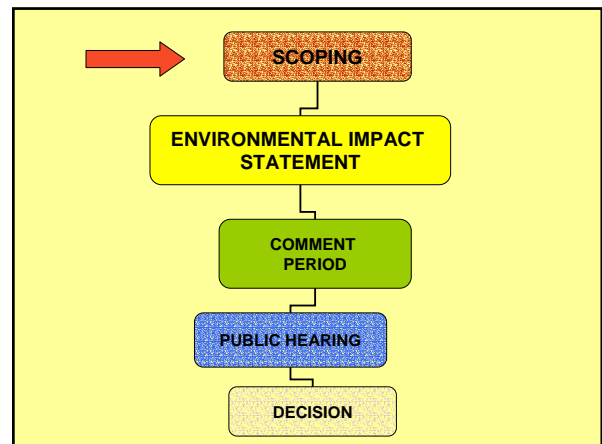 SCOPING
ENVIRONMENTAL IMPACT
STATEMENT
COMMENT
PERIOD
PUBLIC HEARING
DECISION